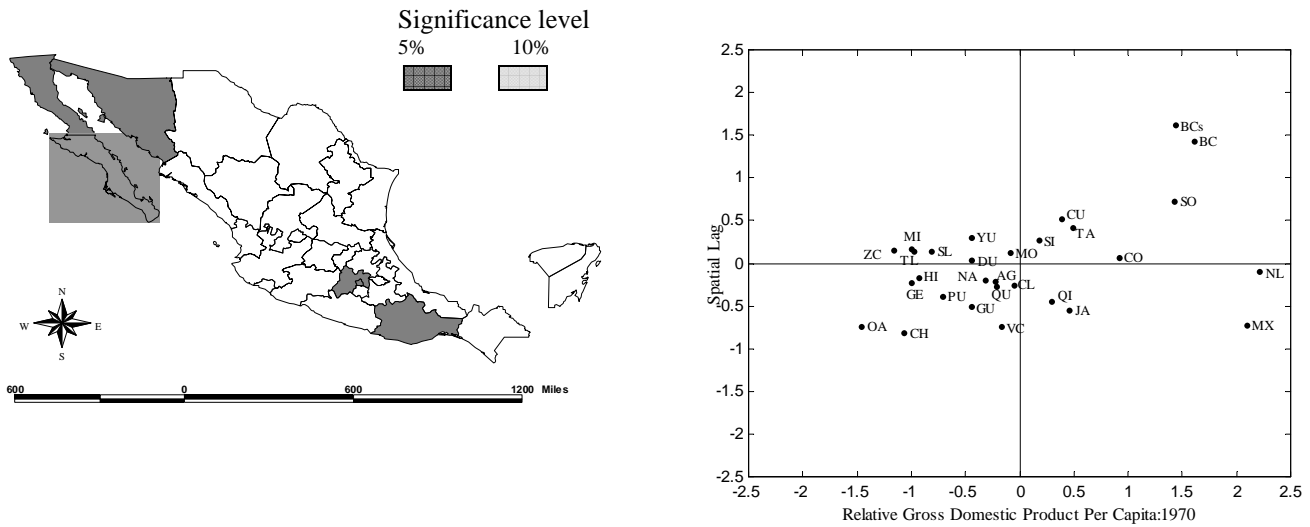 Significance level
5% 10%
N
W E
S
600 0 600 1200 Miles
2.5
2
1.5
1
0.5
0
-0.5
-1
-1.5
-2
-2.5
Spatial Lag
BCs
BC
SO
CU
TA
YU
SI
MO
MI
ZC
TL
SL
DU
CO
NL
HI
NA
AG
CL
GE
PU
QU
QI
GU
JA
OA
CH
VC
MX
-2.5 -2 -1.5 -1 -0.5 0 0.5 1 1.5 2 2.5
Relative Gross Domestic Product Per Capita:1970